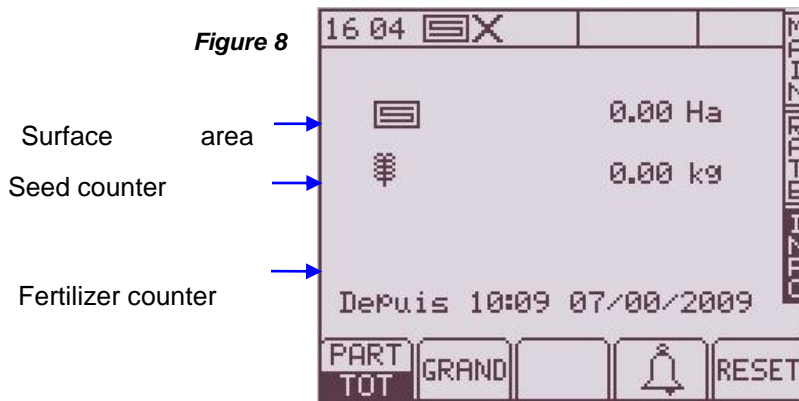 Figure 8
16 04
MAIN
RATE
INFO
Surface area
0.00 Ha
Seed counter
0.00 kg
Fertilizer counter
Depuis 10:09 07/00/2009
PART
TOT
GRAND
RESET